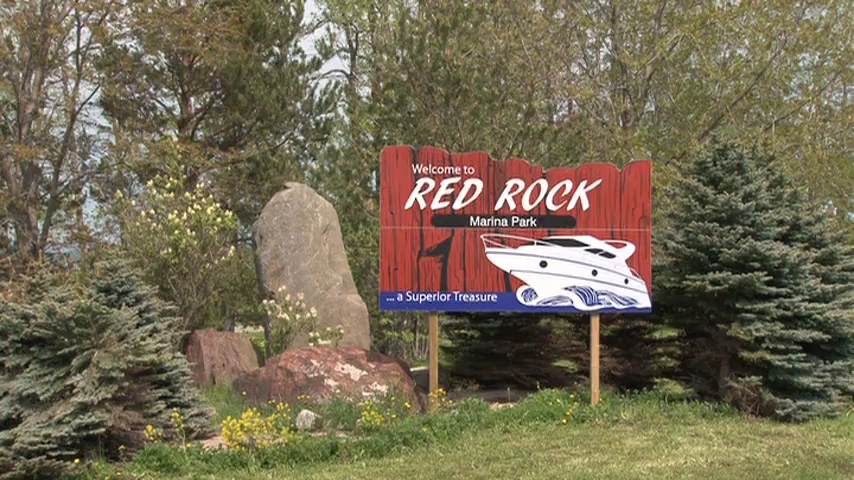 Welcome to
RED ROCK
Marina Park
... a Superior Treasure